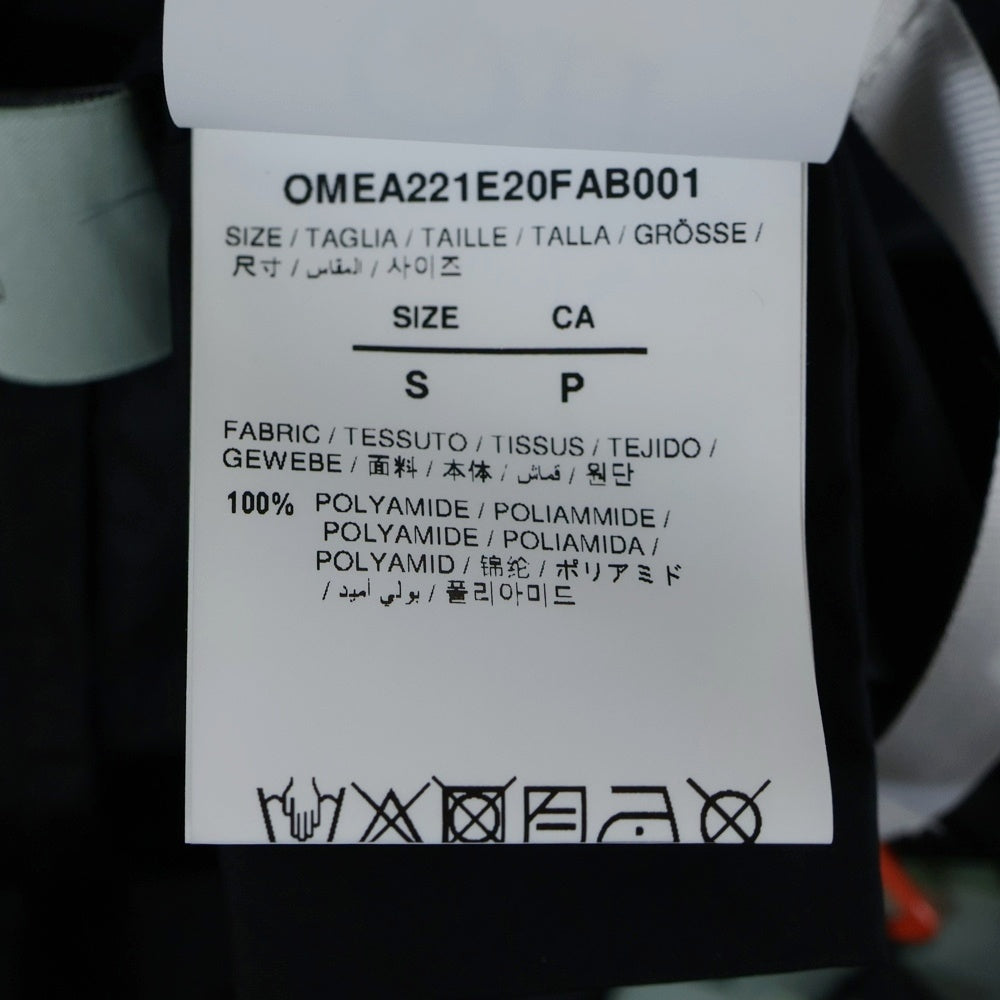 OMEA221E20FAB001
SIZE / TAGLIA / TAILLE / TALLA / GRÖSSE /
尺寸 / المقاس / 사이즈
SIZE CA
S P
FABRIC / TESSUTO / TISSUS / TEJIDO /
GEWEBE / 面料 / 本体 / قماش / 원단
100% POLYAMIDE / POLIAMMIDE /
POLYAMIDE / POLIAMIDA /
POLYAMID / 锦纶 / ポリアミド
/ بولي أميد / 폴리아미드